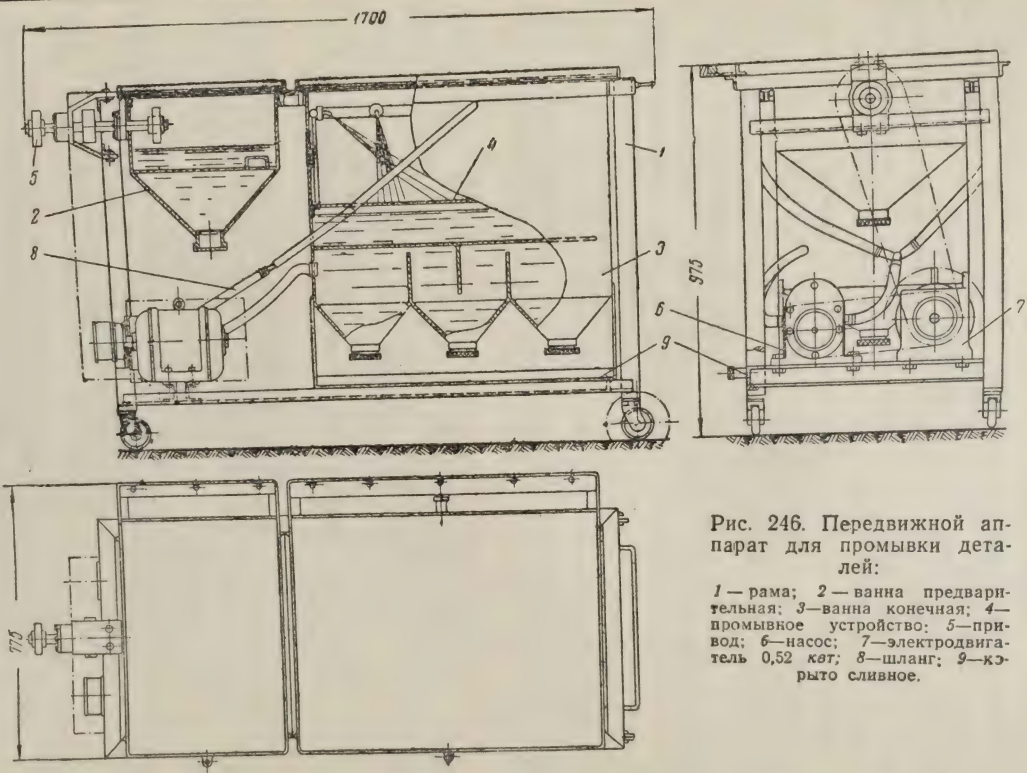 1700
5
2
8
4
1
3
9
6
7
975
775
Рис. 246. Передвижной ап-
парат для промывки дета-
лей:
1 — рама; 2 — ванна предвари-
тельная; 3—ванна конечная; 4—
промывное устройство; 5—при-
вод; 6—насос; 7—электродвига-
тель 0,52 квт; 8—шланг; 9—ко-
рыто сливное.